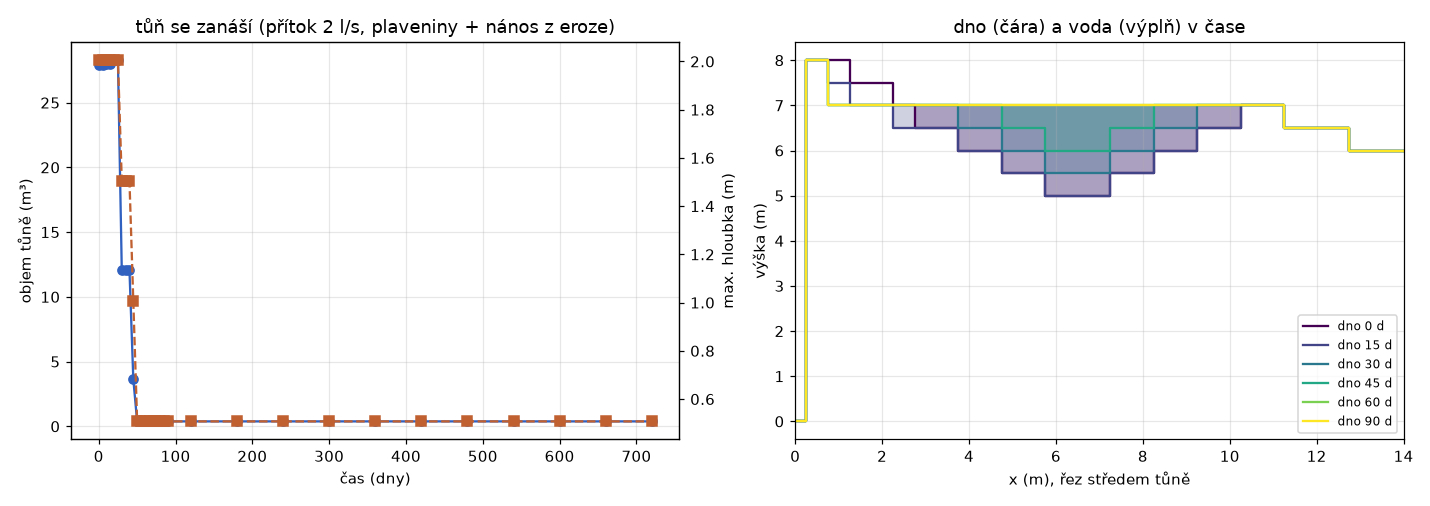 tůň se zanáší (přítok 2 l/s, plaveniny + nános z eroze)
objem tůně (m³)
25
20
15
10
5
0
0 100 200 300 400 500 600 700
čas (dny)
2.0
1.8
1.6
1.4
1.2
1.0
0.8
0.6
max. hloubka (m)
dno (čára) a voda (výplň) v čase
výška (m)
8
7
6
5
4
3
2
1
0
0 2 4 6 8 10 12 14
x (m), řez středem tůně
dno 0 d
dno 15 d
dno 30 d
dno 45 d
dno 60 d
dno 90 d